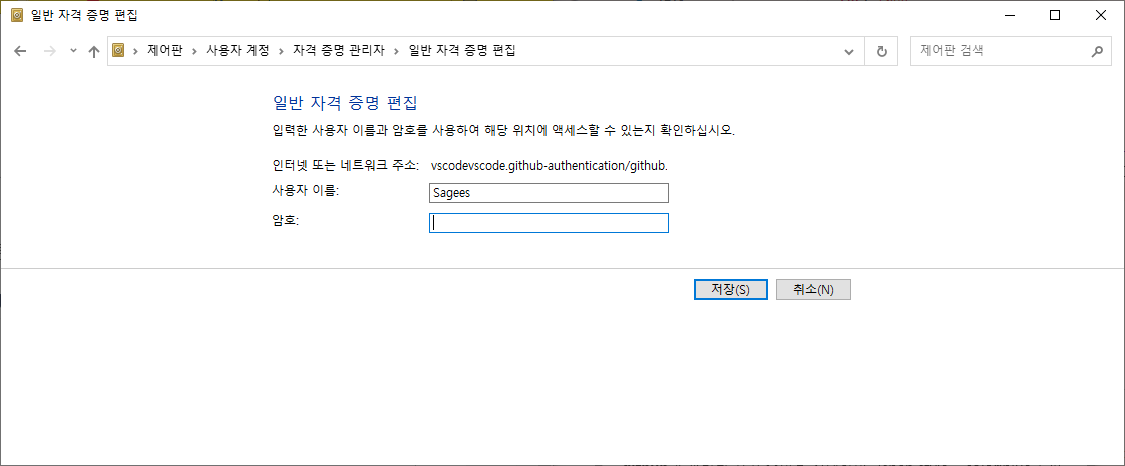 일반 자격 증명 편집
제어판 > 사용자 계정 > 자격 증명 관리자 > 일반 자격 증명 편집
제어판 검색
일반 자격 증명 편집
입력한 사용자 이름과 암호를 사용하여 해당 위치에 액세스할 수 있는지 확인하십시오.
인터넷 또는 네트워크 주소: vscodevscode.github-authentication/github.
사용자 이름: Sagees
암호:
저장(S) 취소(N)